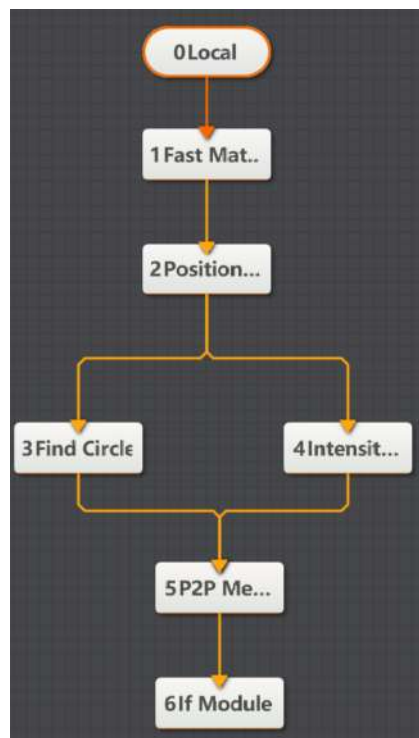 0Local
1Fast Mat..
2Position...
3Find Circle
4Intensit...
5P2P Me...
6If Module